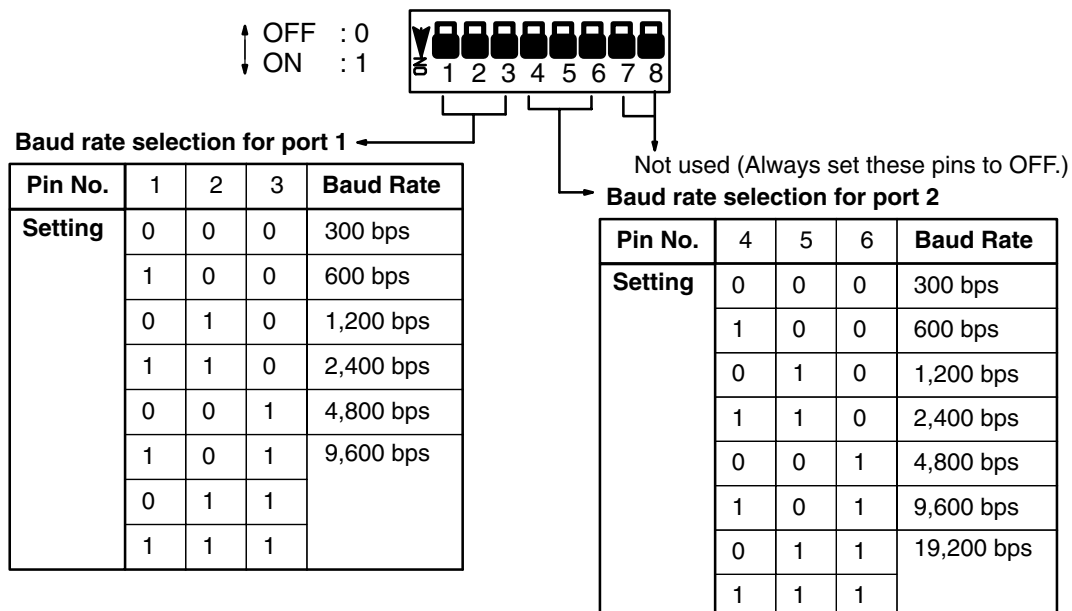 OFF : 0
ON : 1
ON
1 2 3 4 5 6 7 8
Baud rate selection for port 1
Pin No. 1 2 3 Baud Rate
Setting 0 0 0 300 bps
1 0 0 600 bps
0 1 0 1,200 bps
1 1 0 2,400 bps
0 0 1 4,800 bps
1 0 1 9,600 bps
0 1 1
1 1 1
Not used (Always set these pins to OFF.)
Baud rate selection for port 2
Pin No. 4 5 6 Baud Rate
Setting 0 0 0 300 bps
1 0 0 600 bps
0 1 0 1,200 bps
1 1 0 2,400 bps
0 0 1 4,800 bps
1 0 1 9,600 bps
0 1 1 19,200 bps
1 1 1